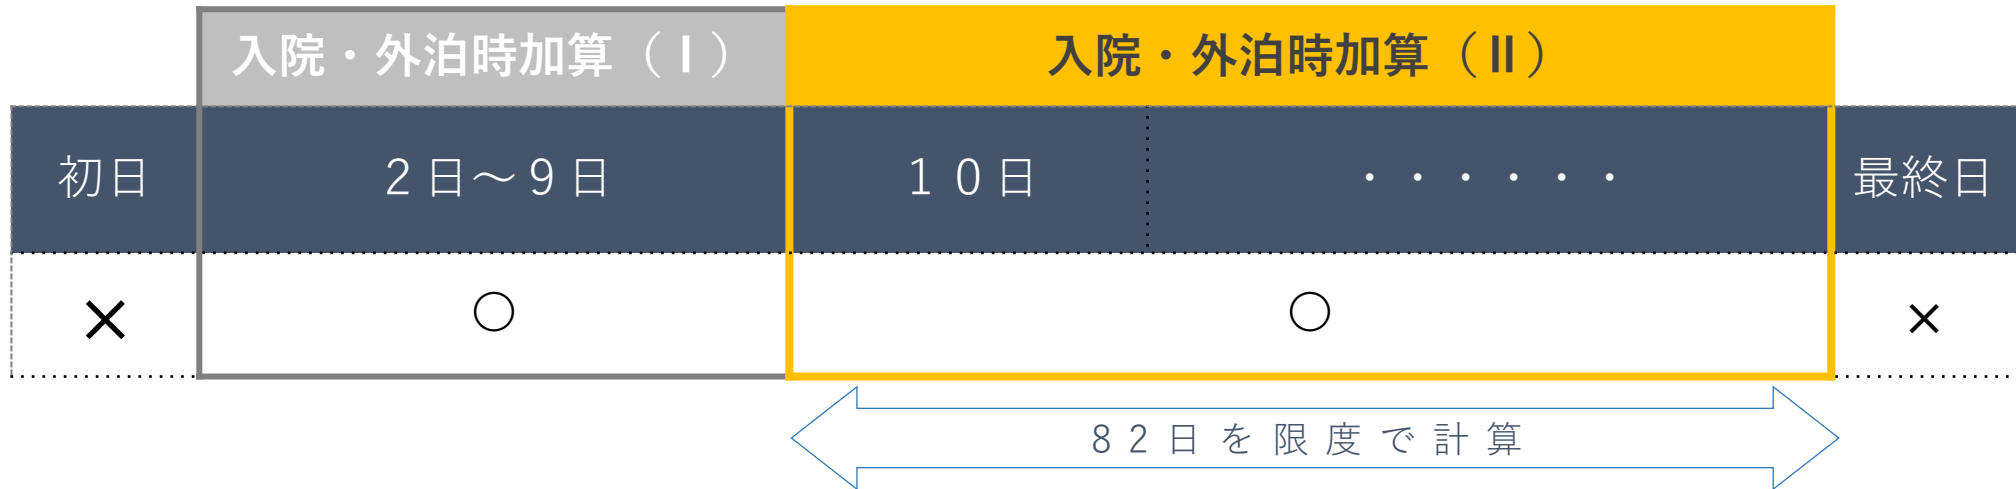 入院・外泊時加算（Ⅰ） 入院・外泊時加算（Ⅱ）
初日 2日～9日 10日 ・・・・・・ 最終日
× ○ ○ ×
82日を限度で計算